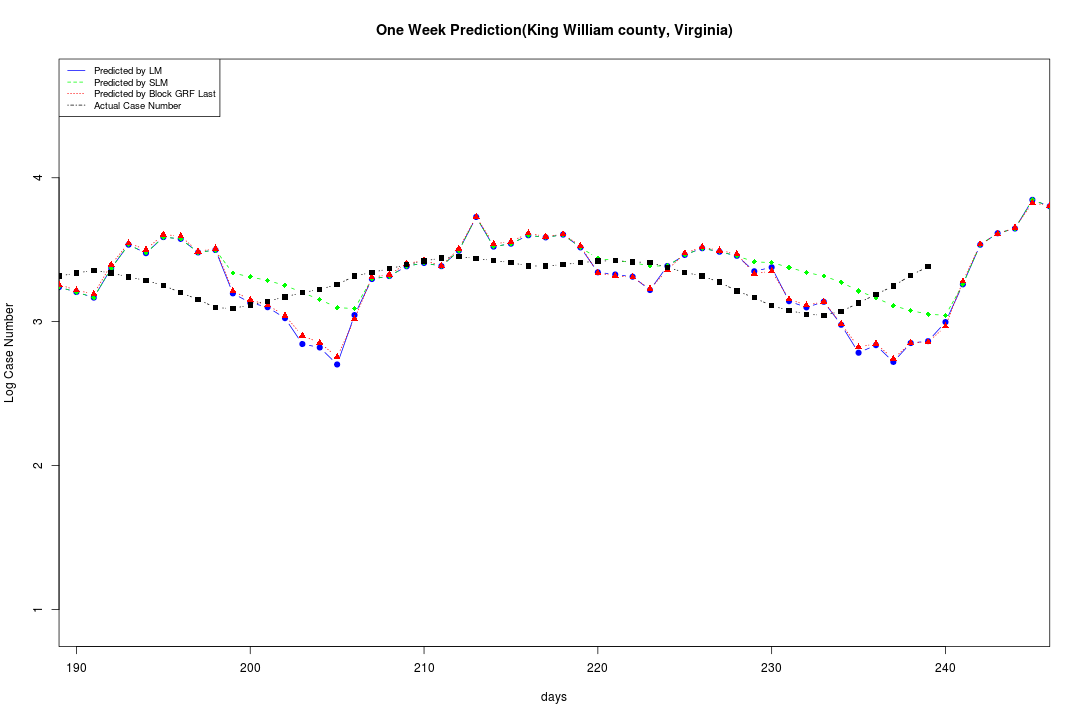 One Week Prediction(King William county, Virginia)
Predicted by LM
Predicted by SLM
Predicted by Block GRF Last
Actual Case Number
Log Case Number
4
3
2
1
190 200 210 220 230 240
days